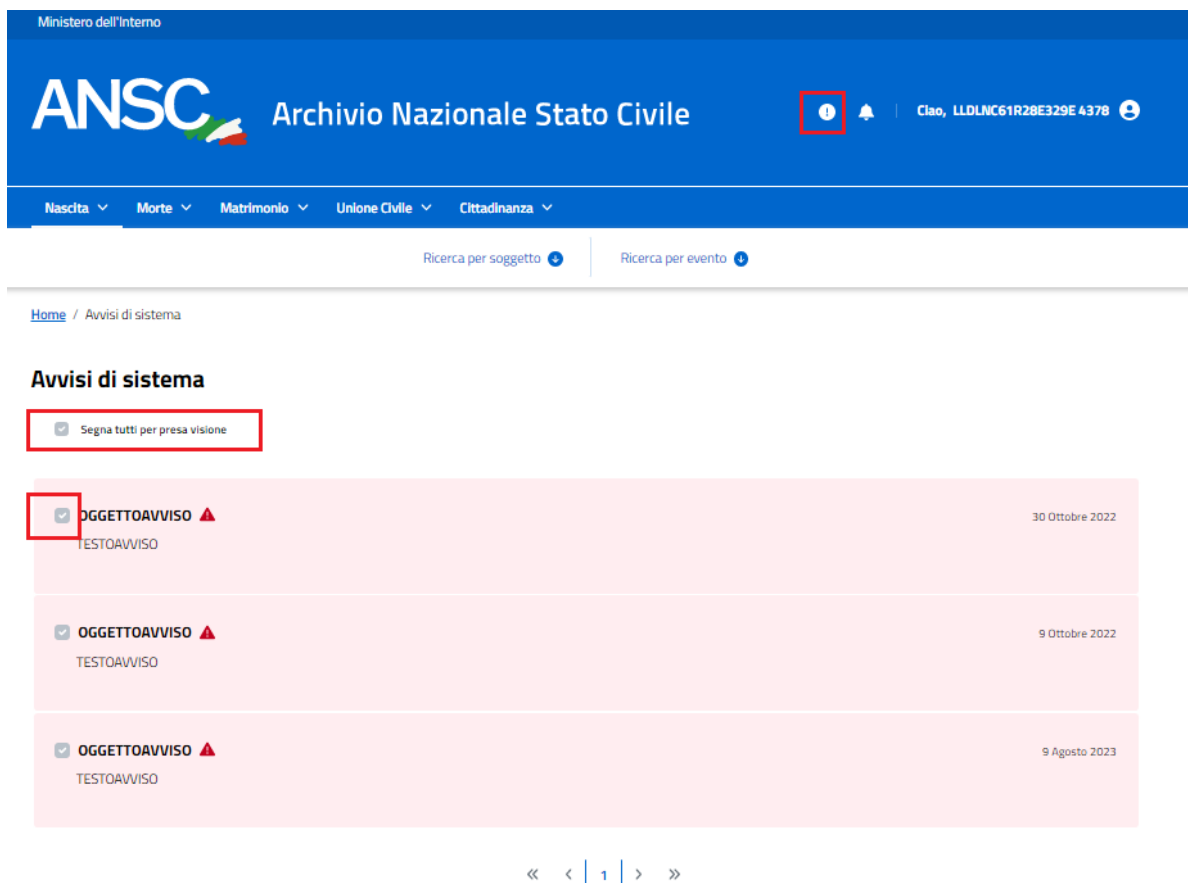 Ministero dell'Interno
ANSC Archivio Nazionale Stato Civile Ciao, LLDLNC61R28E329E 4378
Nascita Morte Matrimonio Unione Civile Cittadinanza
Ricerca per soggetto Ricerca per evento
Home / Avvisi di sistema
Avvisi di sistema
Segna tutti per presa visione
OGGETTOAVVISO 30 Ottobre 2022
TESTOAVVISO
OGGETTOAVVISO 9 Ottobre 2022
TESTOAVVISO
OGGETTOAVVISO 9 Agosto 2023
TESTOAVVISO
« < 1 > »